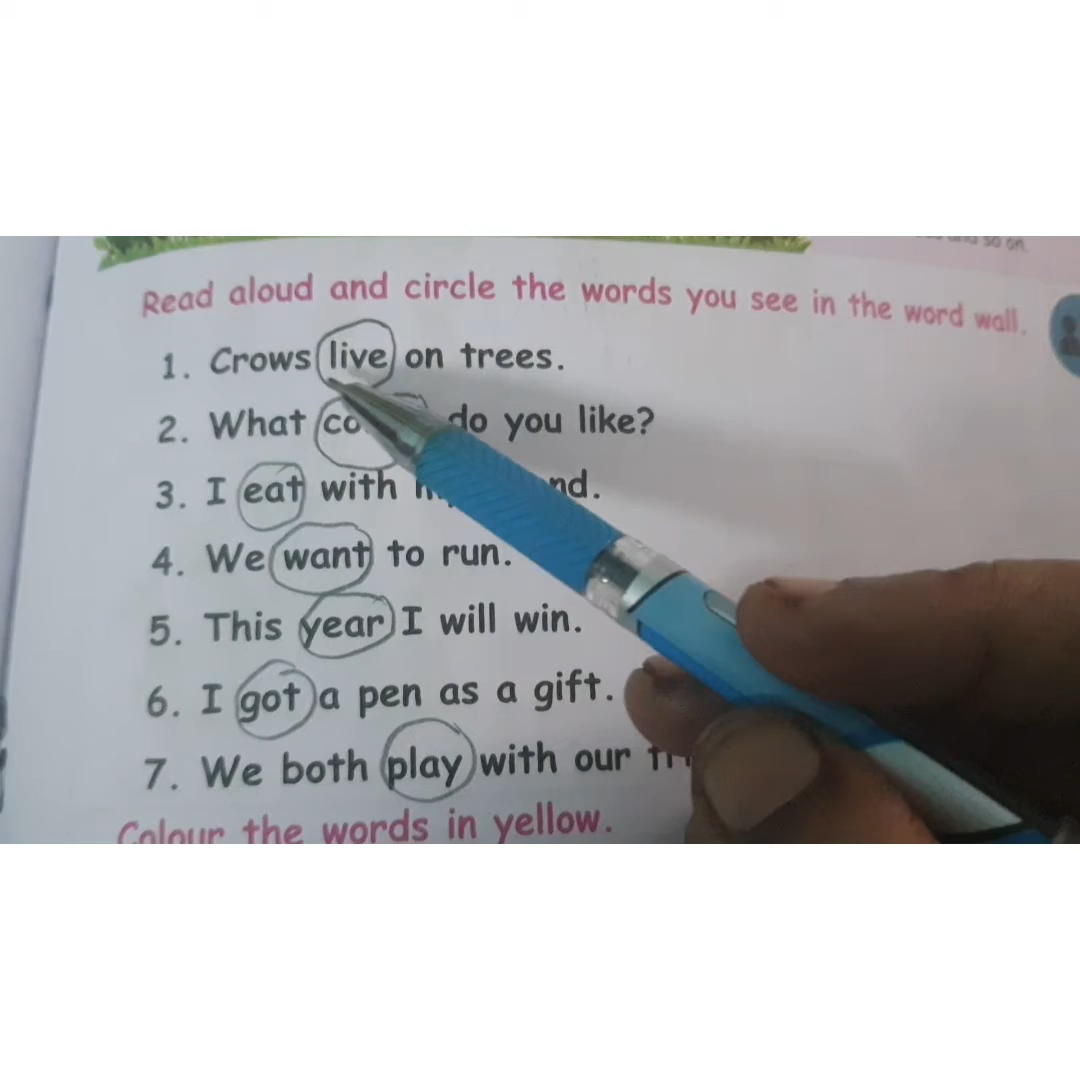 so on.
Read aloud and circle the words you see in the word wall.
1. Crows live on trees.
2. What do you like?
3. I eat with
4. We want to run.
5. This year I will win.
6. I got a pen as a gift.
7. We both play with our
Colour the words in yellow.